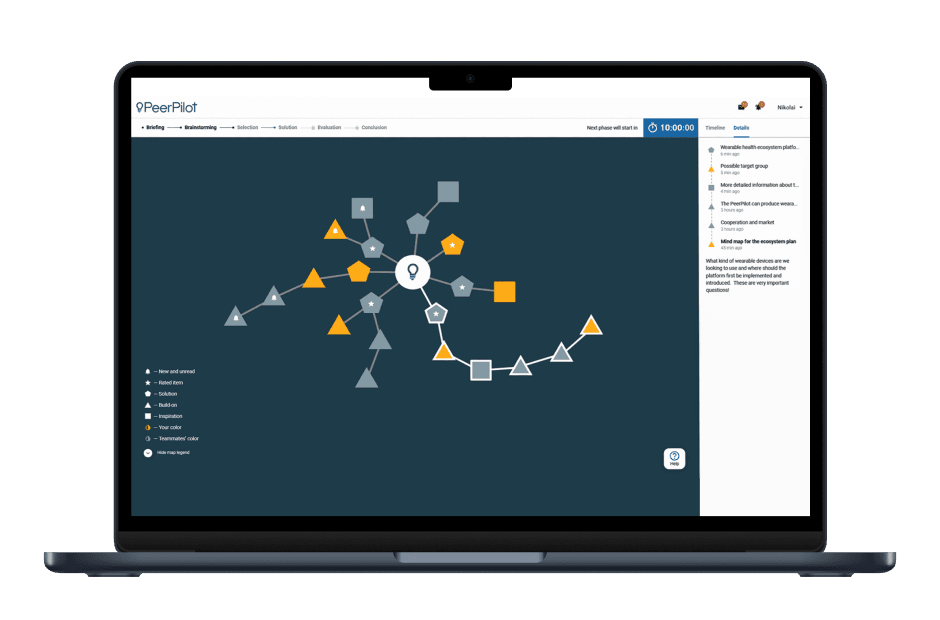 PeerPilot
Nikolai
Briefing Brainstorming Selection Solution Evaluation Conclusion
Next phase will start in 10:00:00
Timeline Details
Wearable health ecosystem platfo...
6 min ago
Possible target group
5 min ago
More detailed information about t...
4 min ago
The PeerPilot can produce weara...
3 hours ago
Cooperation and market
3 hours ago
Mind map for the ecosystem plan
What kind of wearable devices are we
looking to use and where should the
platform first be implemented and
introduced. These are very important
questions!
– New and unread
– Rated item
– Solution
– Build-on
– Inspiration
– Your color
– Teammates' color
Hide map legend
Help